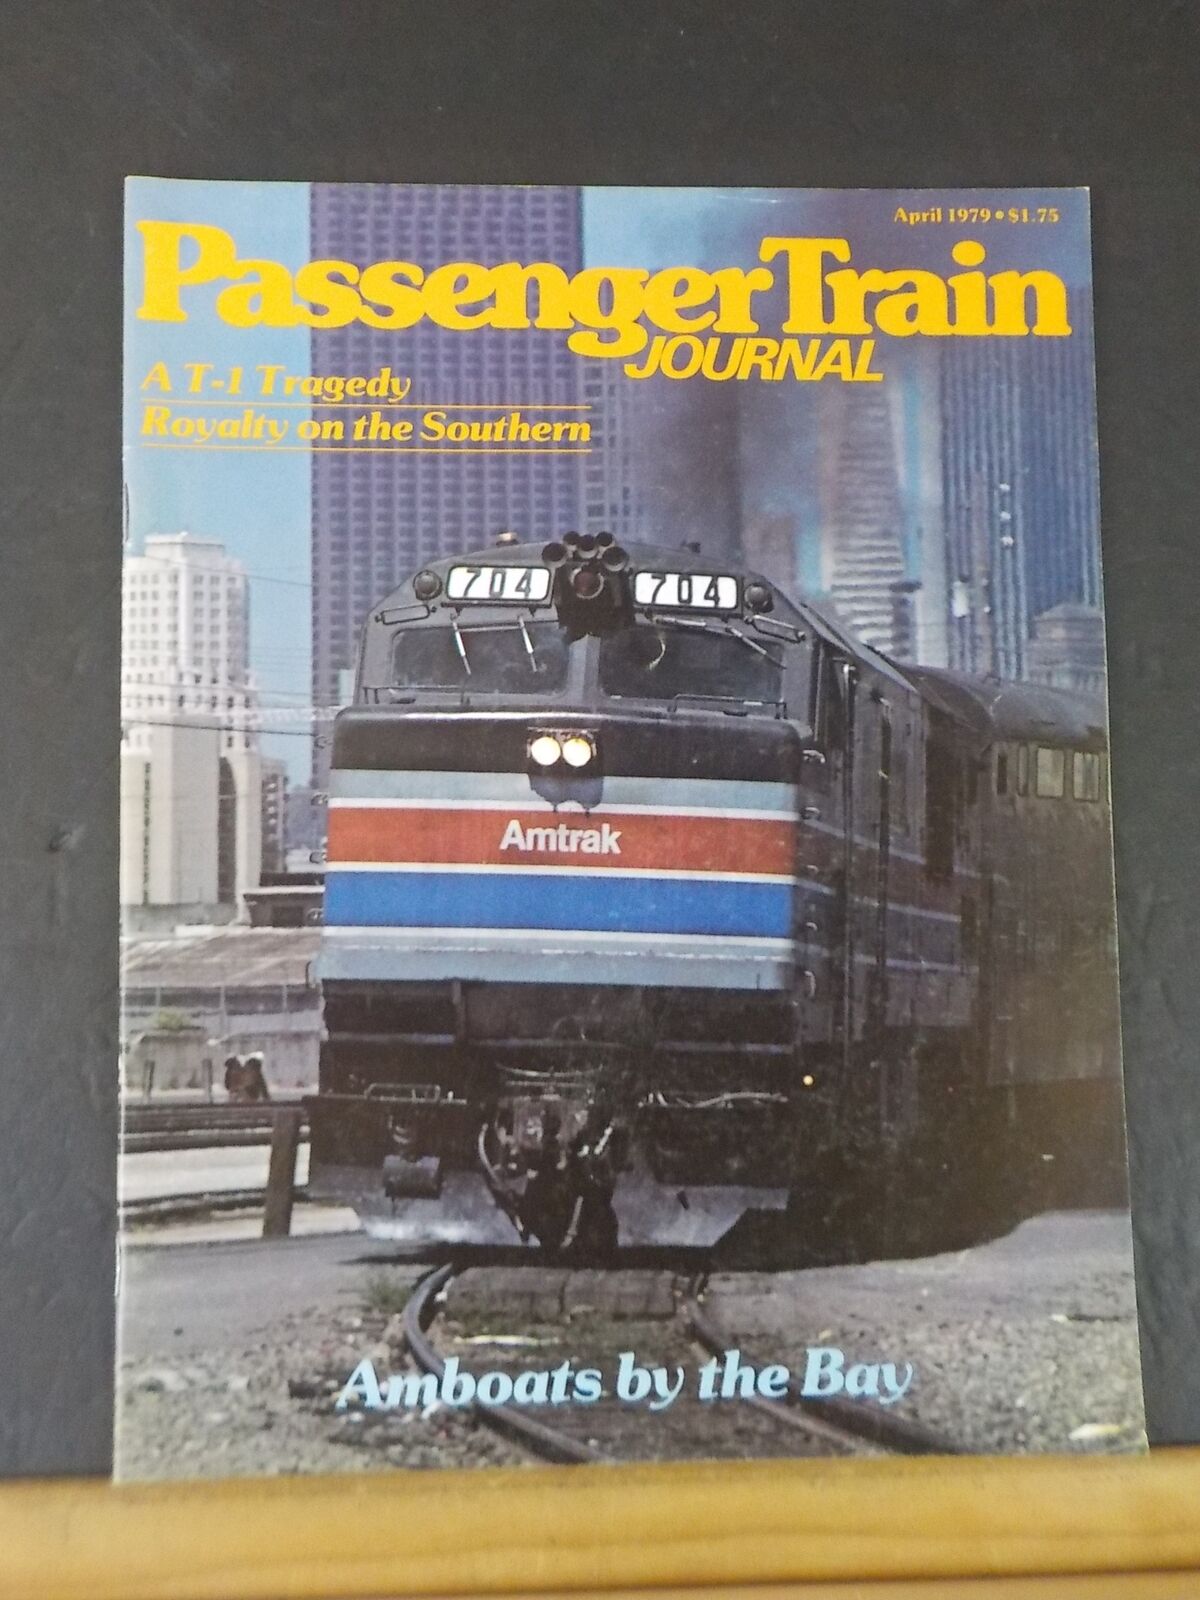 April 1979 • $1.75
Passenger Train
JOURNAL
A T-1 Tragedy
Royalty on the Southern
704 704
Amtrak
Amboats by the Bay